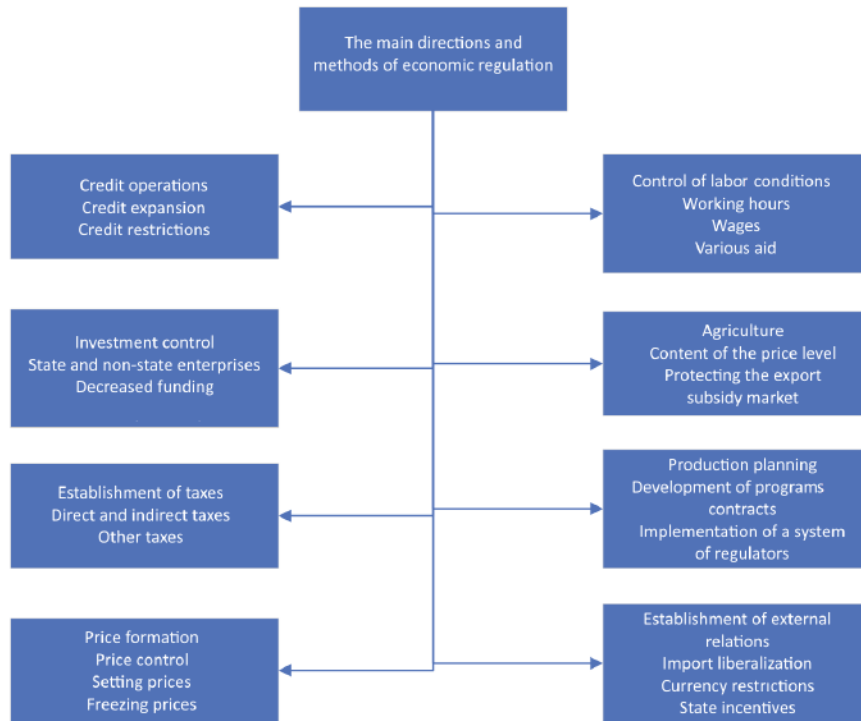 The main directions and
methods of economic regulation
Credit operations
Credit expansion
Credit restrictions
Control of labor conditions
Working hours
Wages
Various aid
Investment control
State and non-state enterprises
Decreased funding
Agriculture
Content of the price level
Protecting the export
subsidy market
Establishment of taxes
Direct and indirect taxes
Other taxes
Production planning
Development of programs
contracts
Implementation of a system
of regulators
Price formation
Price control
Setting prices
Freezing prices
Establishment of external
relations
Import liberalization
Currency restrictions
State incentives